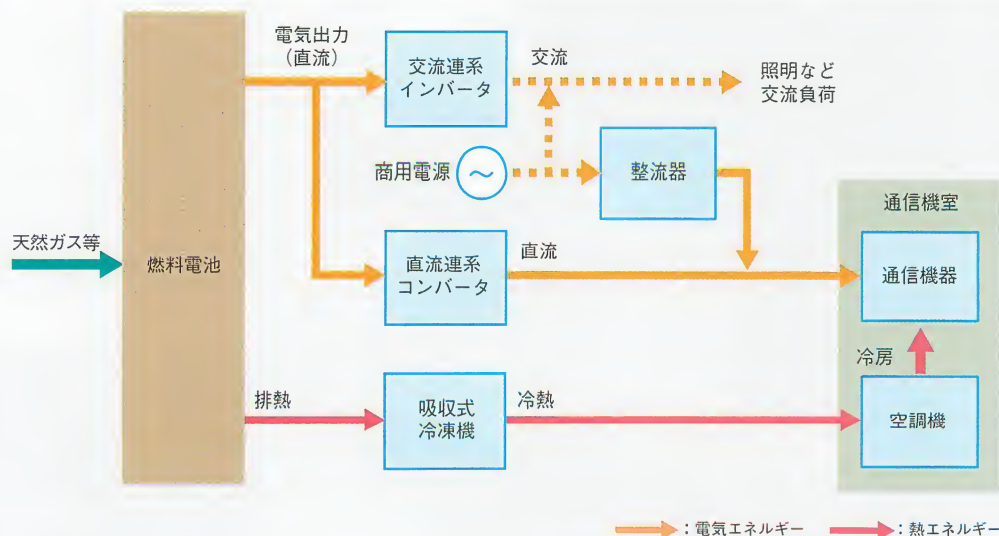 電気出力
（直流）
交流連系
インバータ
交流
照明など
交流負荷
商用電源
～
整流器
通信機室
天然ガス等
燃料電池
直流連系
コンバータ
直流
通信機器
冷房
排熱
吸収式
冷凍機
冷熱
空調機
：電気エネルギー
：熱エネルギー